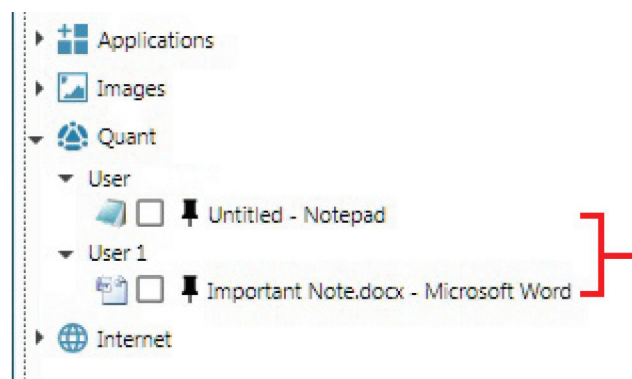 Applications
Images
Quant
User
Untitled - Notepad
User 1
Important Note.docx - Microsoft Word
Internet